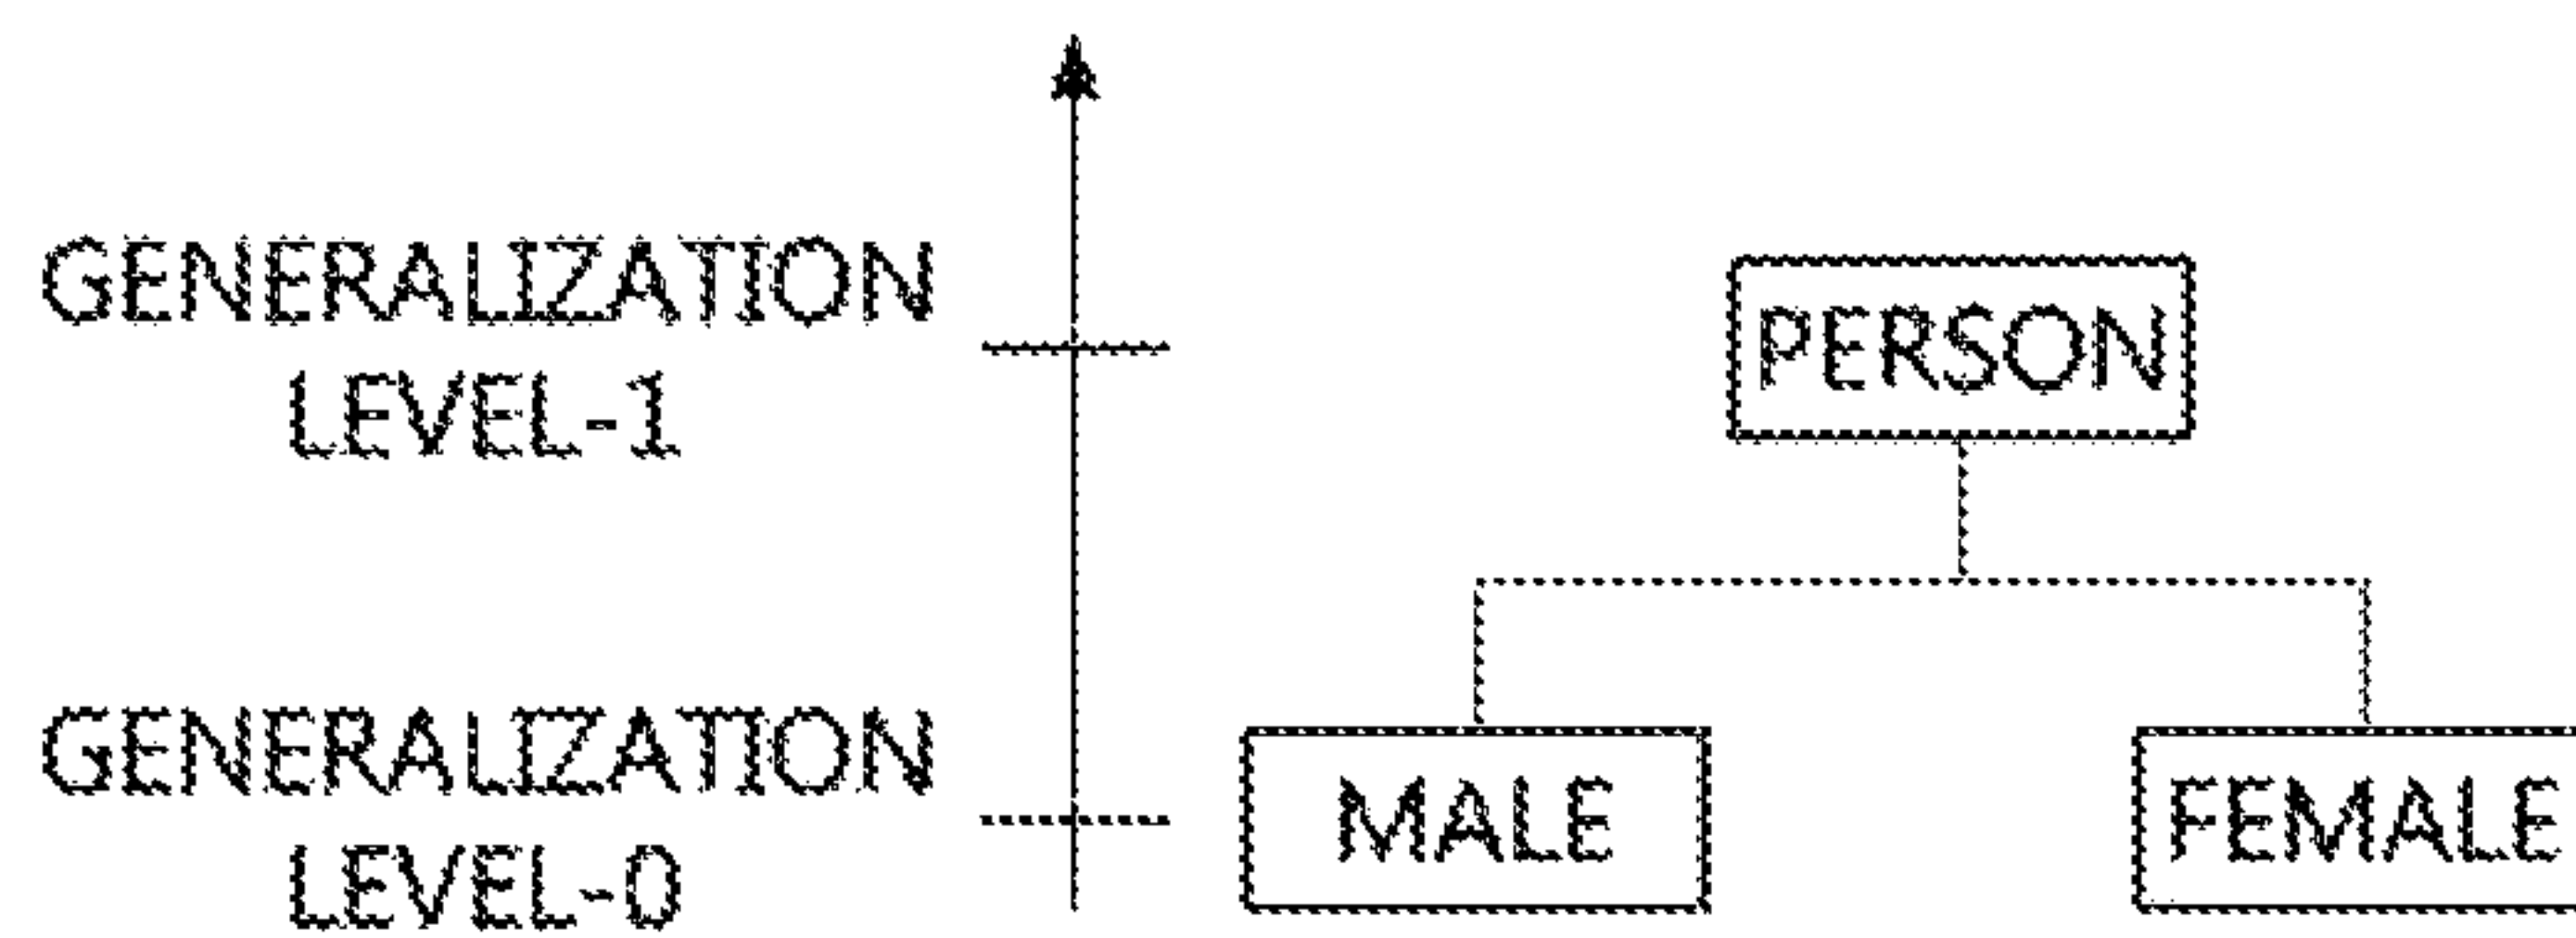 GENERALIZATION
LEVEL-1
PERSON
GENERALIZATION
LEVEL-0
MALE
FEMALE